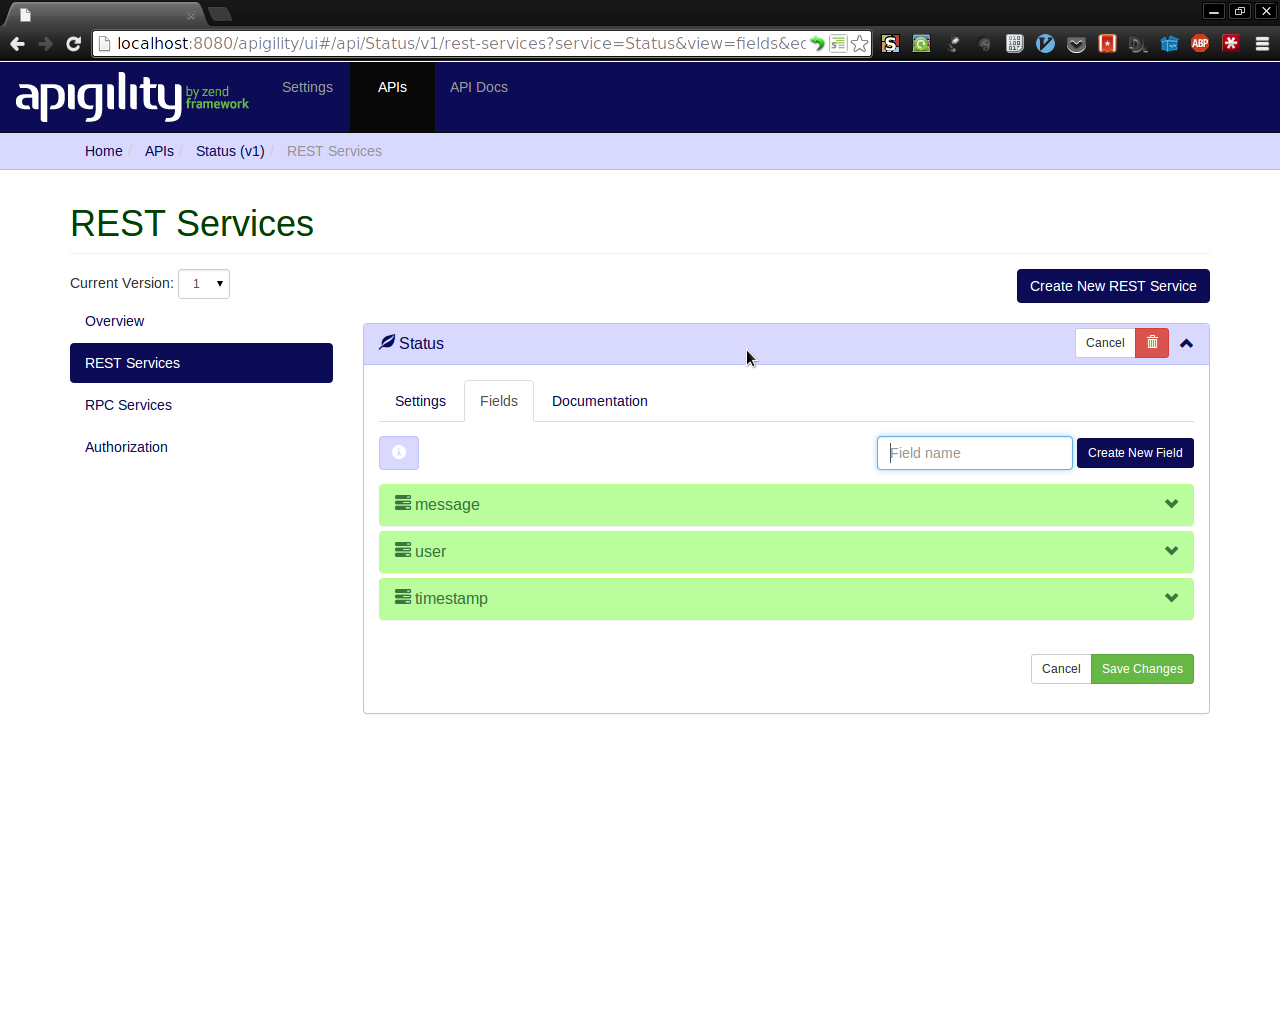 localhost:8080/apigility/ui#/api/Status/v1/rest-services?service=Status&view=fields&ec
apigility by zend framework
Settings
APIs
API Docs
Home / APIs / Status (v1) / REST Services
REST Services
Current Version: 1
Create New REST Service
Overview
REST Services
RPC Services
Authorization
Status
Cancel
Settings
Fields
Documentation
Field name
Create New Field
message
user
timestamp
Cancel
Save Changes